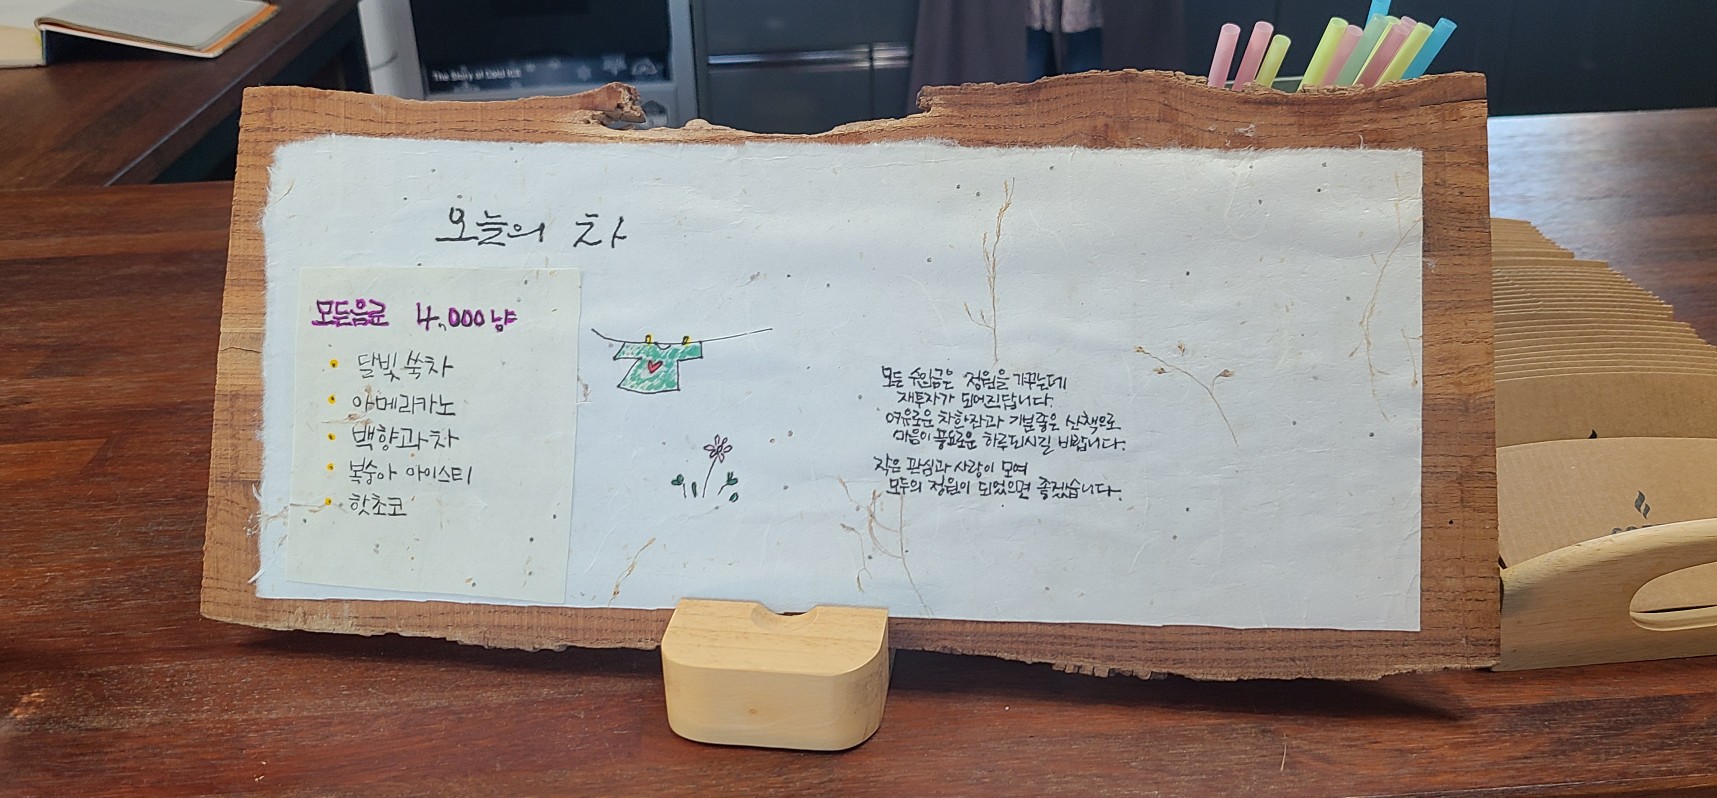 The Story of Cold ICE
오늘의 차
모든음료 4,000냥
달빛쑥차
아메리카노
백향과차
복숭아 아이스티
핫초코
모든 수익금은 정원을 가꾸는데
재투자가 되어진답니다.
여유로운 차한잔과 기분좋은 산책으로
마음이 풍요로운 하루되시길 바랍니다.
작은 관심과 사랑이 모여
모두의 정원이 되었으면 좋겠습니다.